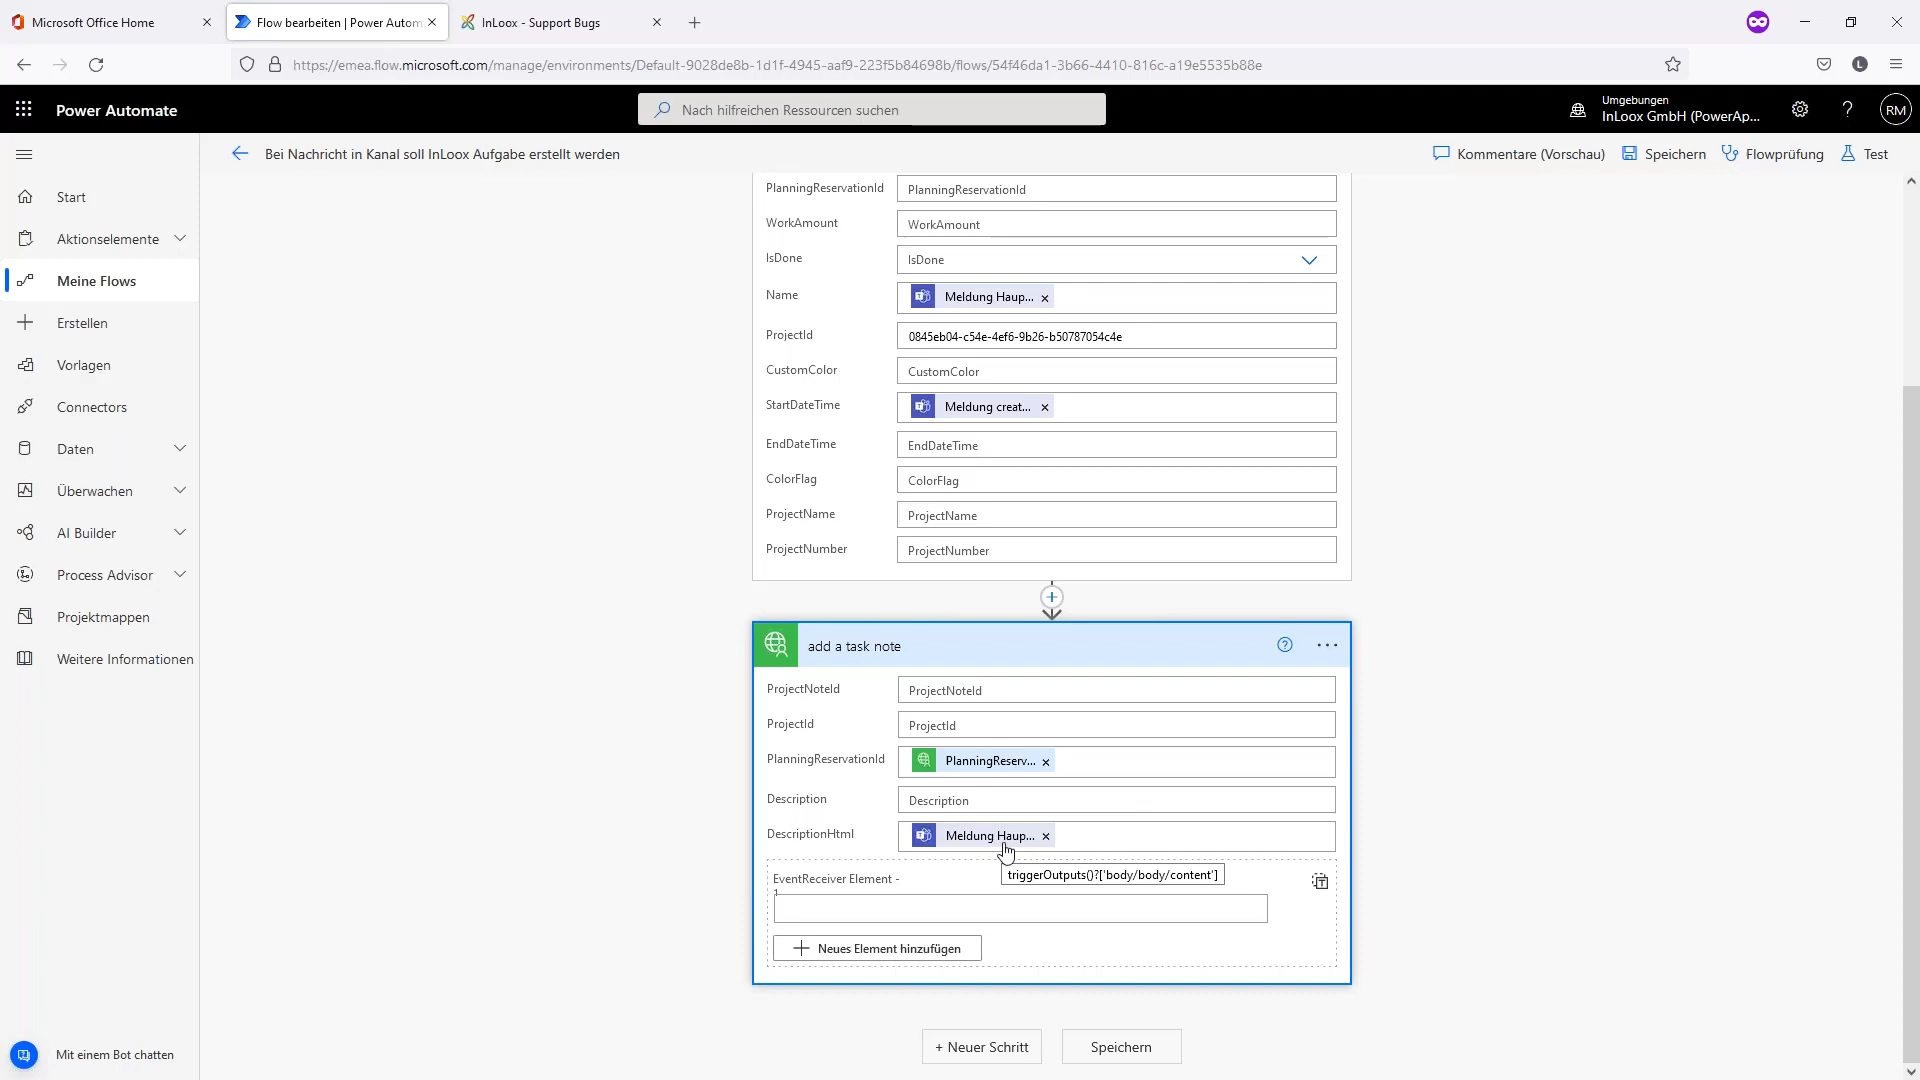 Microsoft Office Home
Flow bearbeiten | Power Autom
InLoox - Support Bugs
https://emea.flow.microsoft.com/manage/environments/Default-9028de8b-1d1f-4945-aaf9-223f5b84698b/flows/54f46da1-3b66-4410-816c-a19e5535b88e
L
Power Automate
Nach hilfreichen Ressourcen suchen
Umgebungen
InLoox GmbH (PowerAp...
RM
Bei Nachricht in Kanal soll InLoox Aufgabe erstellt werden
Kommentare (Vorschau)
Speichern
Flowprüfung
Test
Start
Aktionselemente
Meine Flows
Erstellen
Vorlagen
Connectors
Daten
Überwachen
AI Builder
Process Advisor
Projektmappen
Weitere Informationen
Mit einem Bot chatten
PlanningReservationId PlanningReservationId
WorkAmount WorkAmount
IsDone IsDone
Name Meldung Haup... ×
ProjectId 0845eb04-c54e-4ef6-9b26-b50787054c4e
CustomColor CustomColor
StartDateTime Meldung creat... ×
EndDateTime EndDateTime
ColorFlag ColorFlag
ProjectName ProjectName
ProjectNumber ProjectNumber
add a task note
ProjectNoteId ProjectNoteId
ProjectId ProjectId
PlanningReservationId PlanningReserv... ×
Description Description
DescriptionHtml Meldung Haup... ×
triggerOutputs()?['body/body/content']
EventReceiver Element -
1
Neues Element hinzufügen
+ Neuer Schritt
Speichern